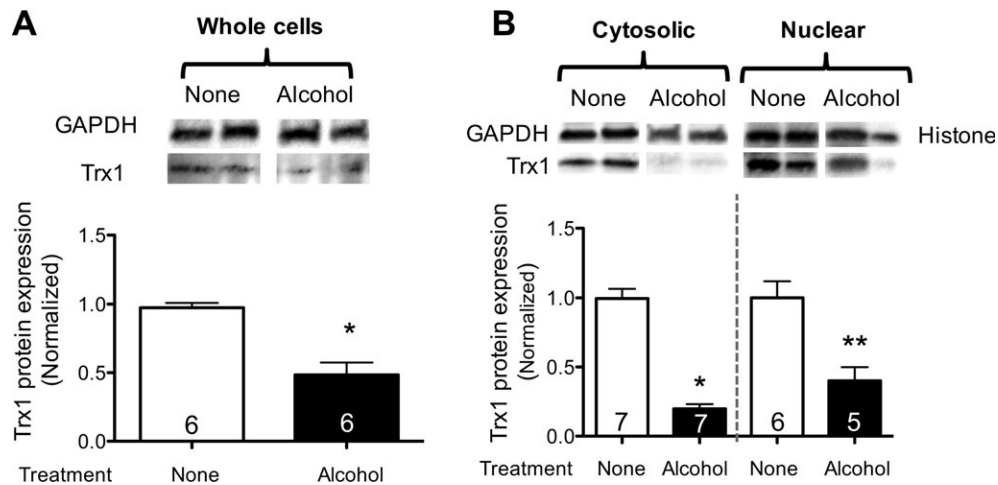 A
Whole cells
None Alcohol
GAPDH
Trx1
Trx1 protein expression
(Normalized)
1.5
1.0
0.5
0.0
*
6 6
Treatment None Alcohol
B
Cytosolic Nuclear
None Alcohol None Alcohol
GAPDH Histone
Trx1
Trx1 protein expression
(Normalized)
1.5
1.0
0.5
0.0
* **
7 7 6 5
Treatment None Alcohol None Alcohol